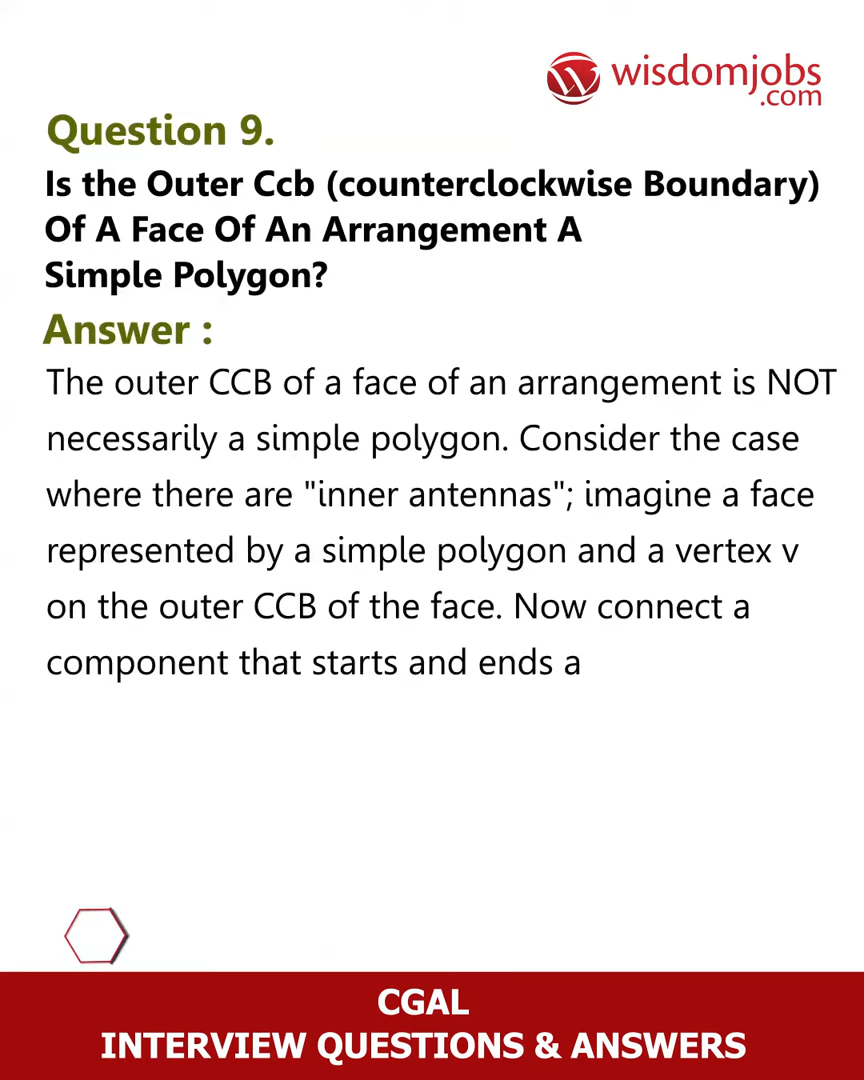 wisdomjobs
.com
Question 9.
Is the Outer Ccb (counterclockwise Boundary)
Of A Face Of An Arrangement A
Simple Polygon?
Answer :
The outer CCB of a face of an arrangement is NOT
necessarily a simple polygon. Consider the case
where there are "inner antennas"; imagine a face
represented by a simple polygon and a vertex v
on the outer CCB of the face. Now connect a
component that starts and ends a
CGAL
INTERVIEW QUESTIONS & ANSWERS